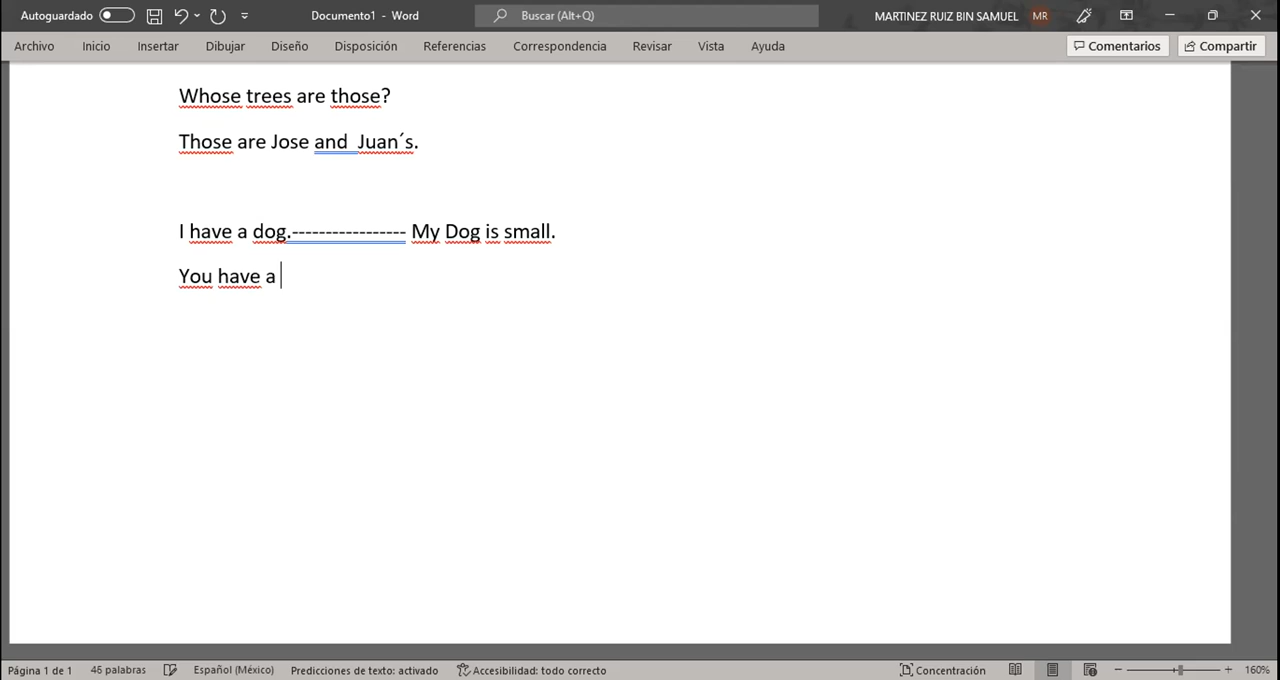 Autoguardado Documento1 - Word Buscar (Alt+Q) MARTINEZ RUIZ BIN SAMUEL MR
Archivo Inicio Insertar Dibujar Diseño Disposición Referencias Correspondencia Revisar Vista Ayuda Comentarios Compartir
Whose trees are those?
Those are Jose and  Juan´s.
I have a dog.----------------- My Dog is small.
You have a
Página 1 de 1 45 palabras Español (México) Predicciones de texto: activado Accesibilidad: todo correcto Concentración 160%